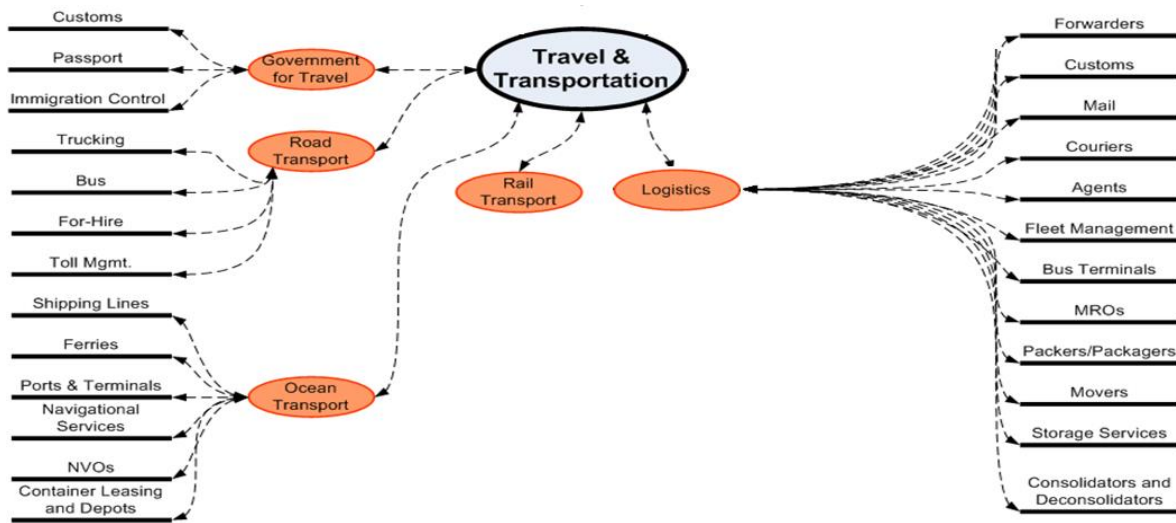 Travel &
Transportation
Government
for Travel
Customs
Passport
Immigration Control
Road
Transport
Trucking
Bus
For-Hire
Toll Mgmt.
Ocean
Transport
Shipping Lines
Ferries
Ports & Terminals
Navigational
Services
NVOs
Container Leasing
and Depots
Rail
Transport
Logistics
Forwarders
Customs
Mail
Couriers
Agents
Fleet Management
Bus Terminals
MROs
Packers/Packagers
Movers
Storage Services
Consolidators and
Deconsolidators